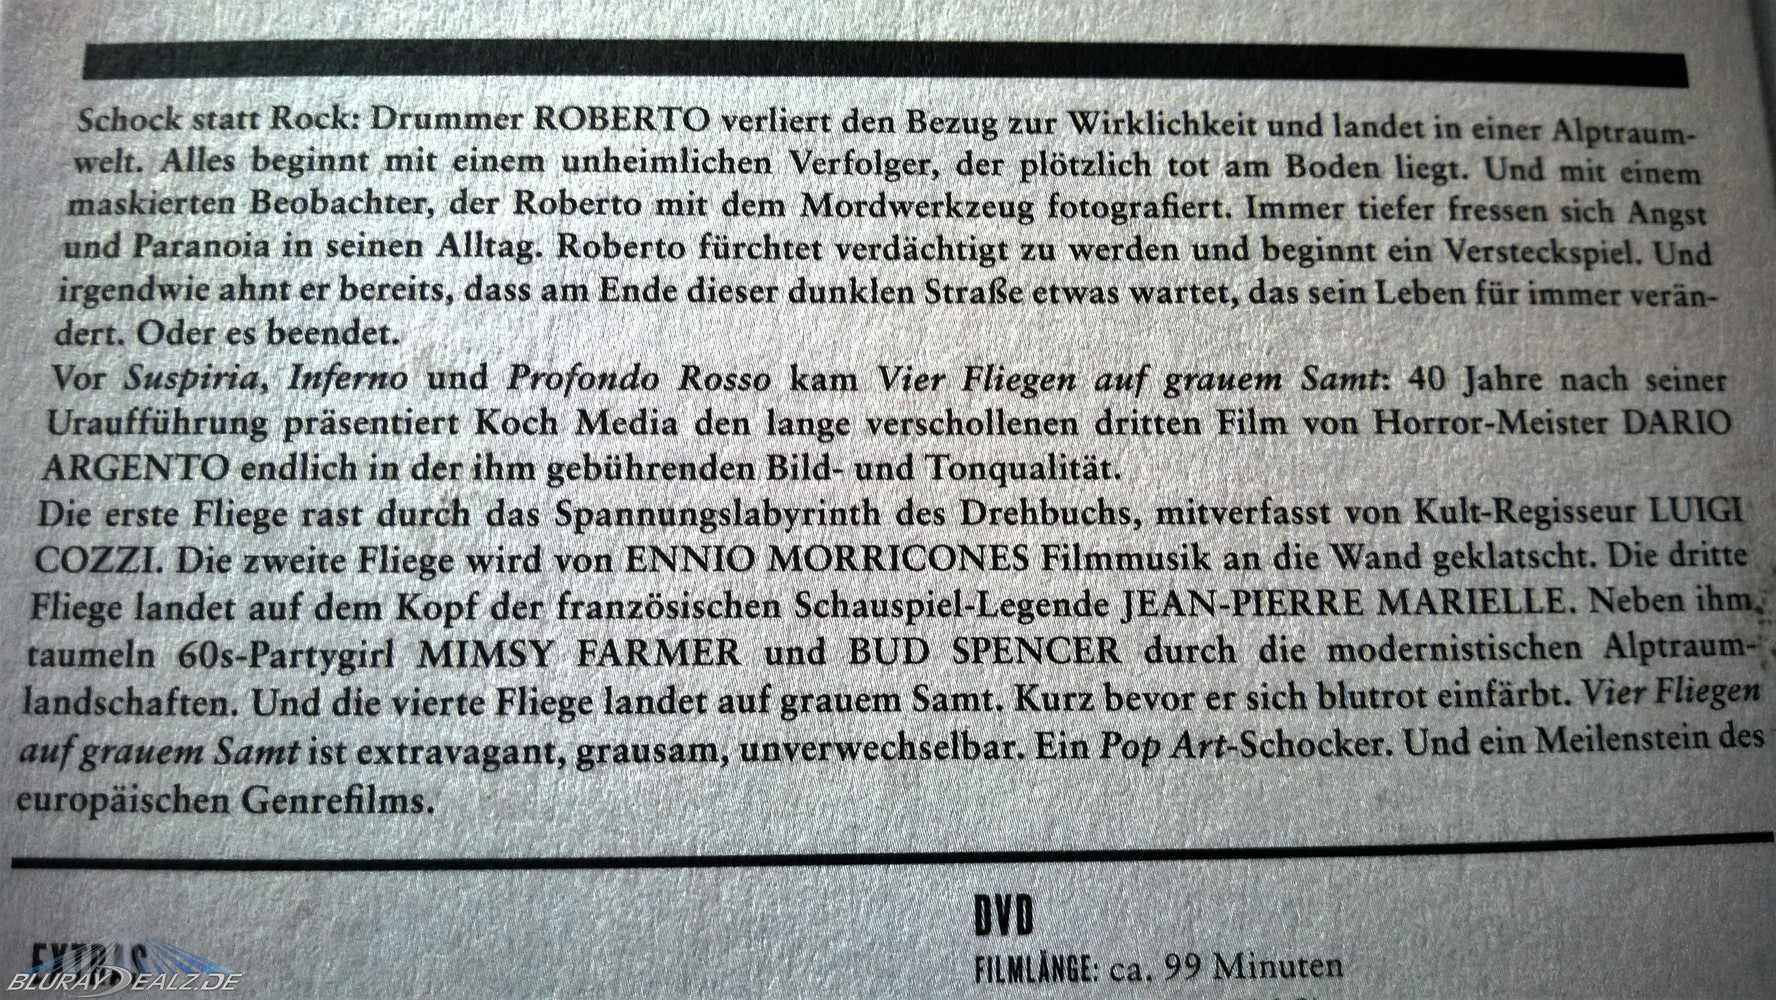 Schock statt Rock: Drummer ROBERTO verliert den Bezug zur Wirklichkeit und landet in einer Alptraum-
welt. Alles beginnt mit einem unheimlichen Verfolger, der plötzlich tot am Boden liegt. Und mit einem
maskierten Beobachter, der Roberto mit dem Mordwerkzeug fotografiert. Immer tiefer fressen sich Angst
und Paranoia in seinen Alltag. Roberto fürchtet verdächtigt zu werden und beginnt ein Versteckspiel. Und
irgendwie ahnt er bereits, dass am Ende dieser dunklen Straße etwas wartet, das sein Leben für immer verän-
dert. Oder es beendet.
Vor Suspiria, Inferno und Profondo Rosso kam Vier Fliegen auf grauem Samt: 40 Jahre nach seiner
Uraufführung präsentiert Koch Media den lange verschollenen dritten Film von Horror-Meister DARIO
ARGENTO endlich in der ihm gebührenden Bild- und Tonqualität.
Die erste Fliege rast durch das Spannungslabyrinth des Drehbuchs, mitverfasst von Kult-Regisseur LUIGI
COZZI. Die zweite Fliege wird von ENNIO MORRICONES Filmmusik an die Wand geklatscht. Die dritte
Fliege landet auf dem Kopf der französischen Schauspiel-Legende JEAN-PIERRE MARIELLE. Neben ihm
taumeln 60s-Partygirl MIMSY FARMER und BUD SPENCER durch die modernistischen Alptraum-
landschaften. Und die vierte Fliege landet auf grauem Samt. Kurz bevor er sich blutrot einfärbt. Vier Fliegen
auf grauem Samt ist extravagant, grausam, unverwechselbar. Ein Pop Art-Schocker. Und ein Meilenstein des
europäischen Genrefilms.
EXTRAS
BLURAYDEALZ.DE
DVD
FILMLÄNGE: ca. 99 Minuten